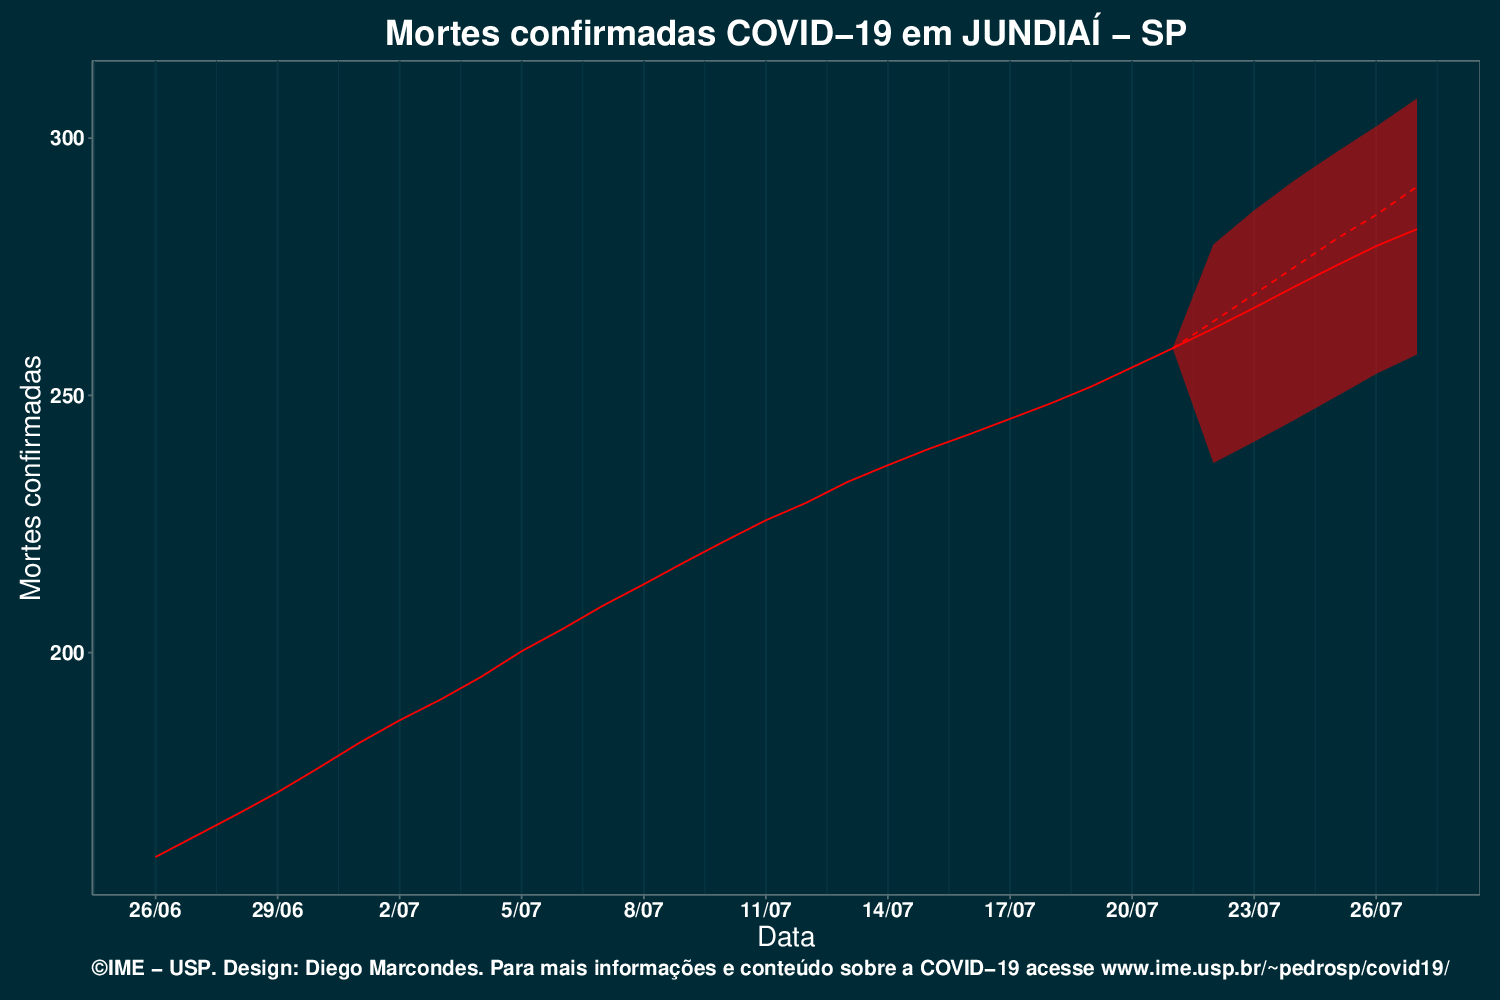 Mortes confirmadas COVID−19 em JUNDIAÍ − SP
Mortes confirmadas
300
250
200
26/06 29/06 2/07 5/07 8/07 11/07 14/07 17/07 20/07 23/07 26/07
Data
©IME − USP. Design: Diego Marcondes. Para mais informações e conteúdo sobre a COVID−19 acesse www.ime.usp.br/~pedrosp/covid19/